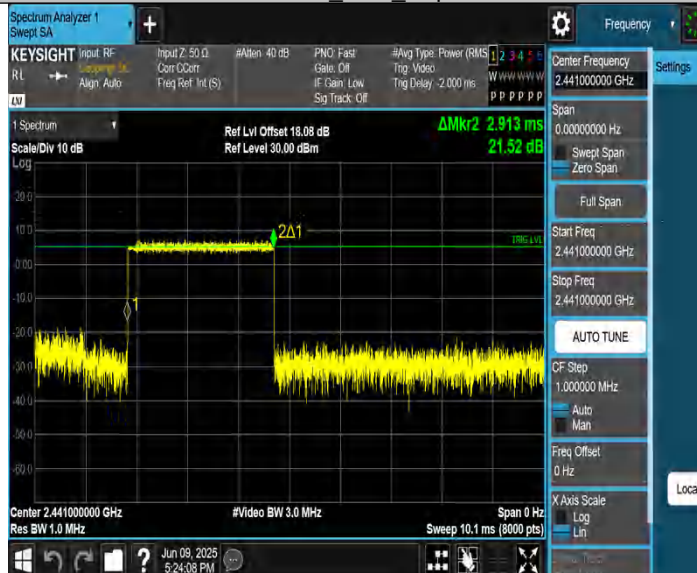 Spectrum Analyzer 1
Swept SA
Frequency
KEYSIGHT
RL
LW
Input: RF
Align: Auto
Input Z: 50 Ω
Corr CCorr
Freq Ref: Int (S)
#Atten: 40 dB
PNO: Fast
Gate: Off
IF Gain: Low
Sig Track: Off
#Avg Type: Power (RMS
Trig: Video
Trig Delay: -2.000 ms
1 2 3 4 5 6
W W W W W W
P P P P P P
1 Spectrum
Scale/Div 10 dB
Log
Ref Lvl Offset 18.08 dB
Ref Level 30.00 dBm
ΔMkr2 2.913 ms
21.52 dB
20.0
10.0
0.00
-10.0
-20.0
-30.0
-40.0
-50.0
-60.0
2Δ1
TRIG LVL
1
Center 2.441000000 GHz
Res BW 1.0 MHz
#Video BW 3.0 MHz
Span 0 Hz
Sweep 10.1 ms (8000 pts)
Jun 09, 2025
5:24:08 PM
?
Center Frequency
2.441000000 GHz
Span
0.00000000 Hz
Swept Span
Zero Span
Full Span
Start Freq
2.441000000 GHz
Stop Freq
2.441000000 GHz
AUTO TUNE
CF Step
1.000000 MHz
Auto
Man
Freq Offset
0 Hz
X Axis Scale
Log
Lin
Settings
Loca